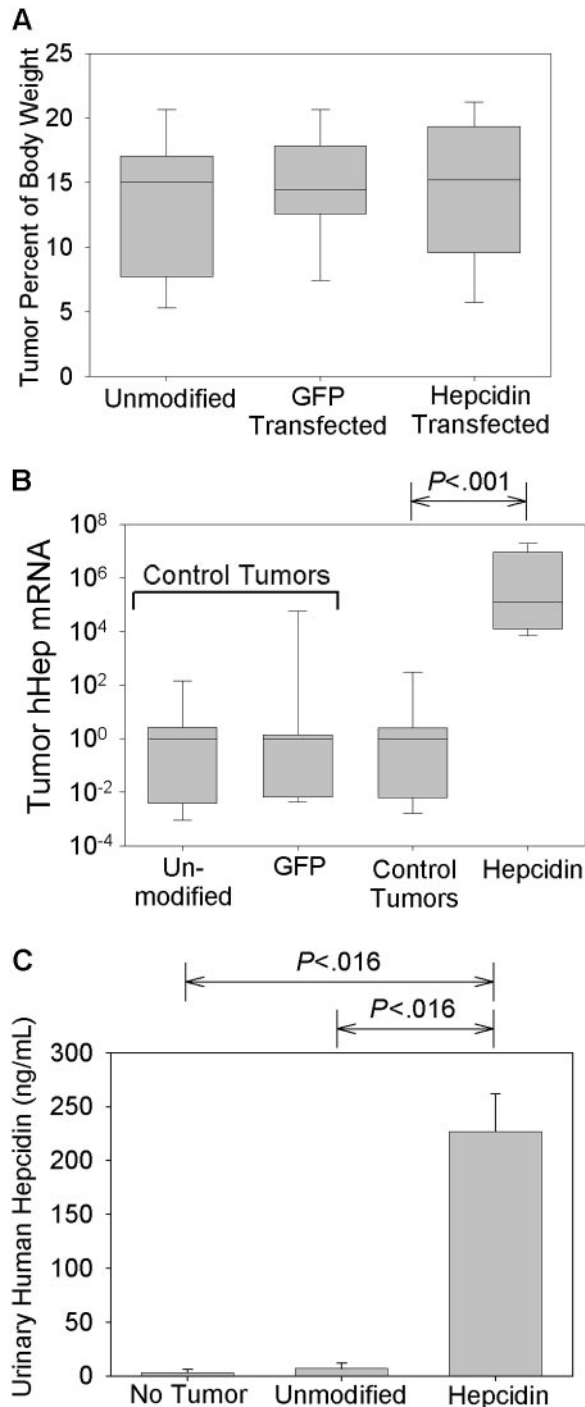 A
Tumor Percent of Body Weight
25
20
15
10
5
0
Unmodified
GFP
Transfected
Hepcidin
Transfected
B
P<.001
Tumor hHep mRNA
10⁸
10⁶
10⁴
10²
10⁰
10⁻²
10⁻⁴
Control Tumors
Un-
modified
GFP
Control
Tumors
Hepcidin
C
P<.016
P<.016
Urinary Human Hepcidin (ng/mL)
300
250
200
150
100
50
0
No Tumor
Unmodified
Hepcidin